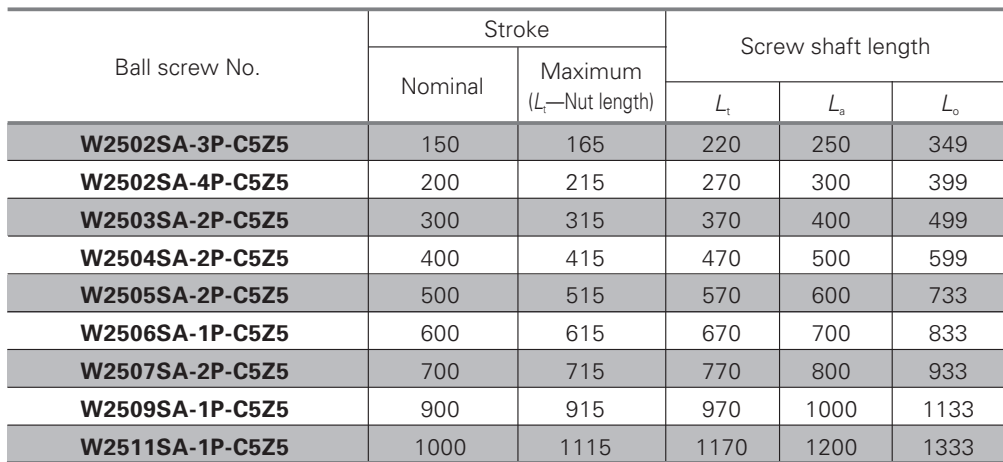 Ball screw No. Stroke Screw shaft length
Nominal Maximum (Lt—Nut length) Lt La Lo
W2502SA-3P-C5Z5 150 165 220 250 349
W2502SA-4P-C5Z5 200 215 270 300 399
W2503SA-2P-C5Z5 300 315 370 400 499
W2504SA-2P-C5Z5 400 415 470 500 599
W2505SA-2P-C5Z5 500 515 570 600 733
W2506SA-1P-C5Z5 600 615 670 700 833
W2507SA-2P-C5Z5 700 715 770 800 933
W2509SA-1P-C5Z5 900 915 970 1000 1133
W2511SA-1P-C5Z5 1000 1115 1170 1200 1333